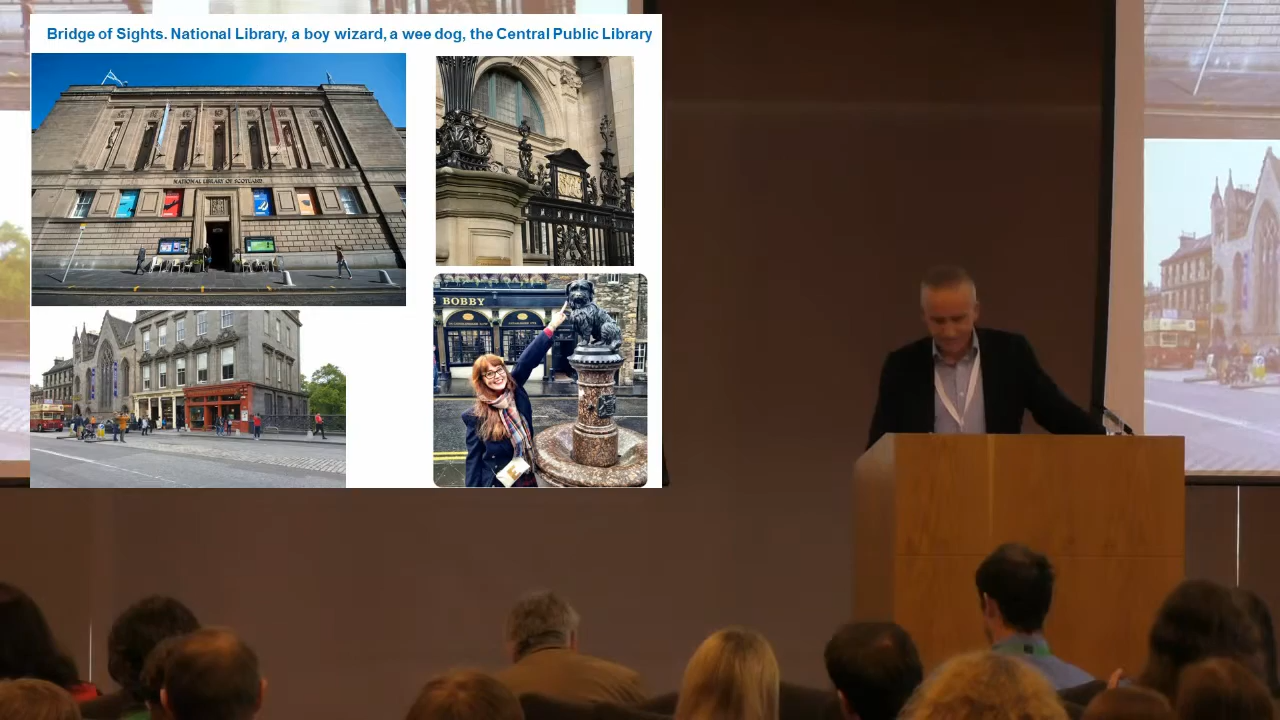 Bridge of Sights. National Library, a boy wizard, a wee dog, the Central Public Library
NATIONAL LIBRARY OF SCOTLAND
BOBBY